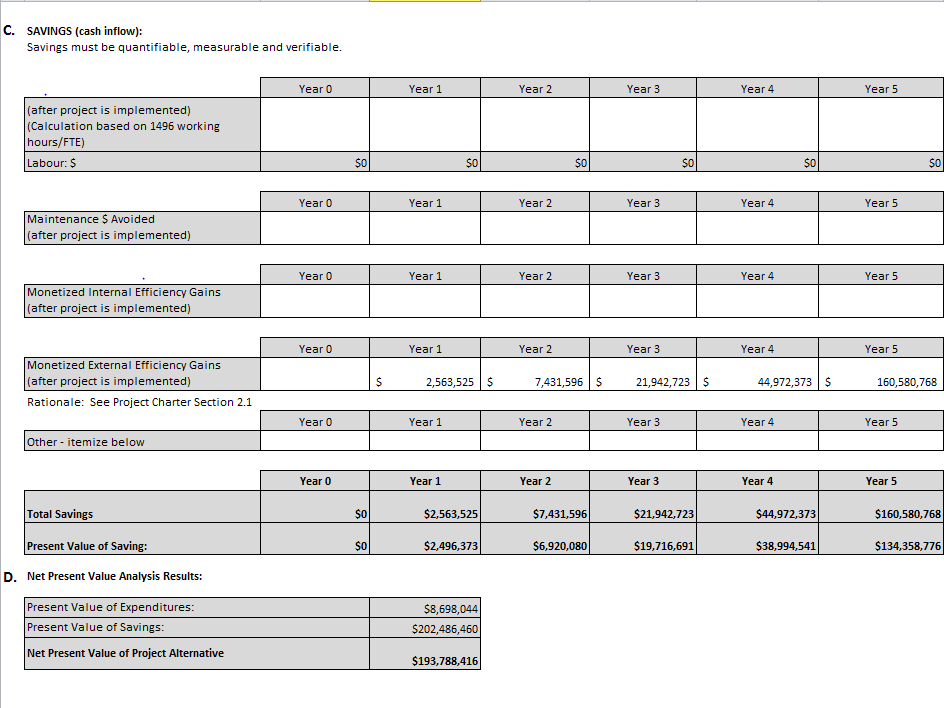 C. SAVINGS (cash inflow):
Savings must be quantifiable, measurable and verifiable.
Year 0 Year 1 Year 2 Year 3 Year 4 Year 5
(after project is implemented)
(Calculation based on 1496 working
hours/FTE)
Labour: $ $0 $0 $0 $0 $0 $0
Year 0 Year 1 Year 2 Year 3 Year 4 Year 5
Maintenance $ Avoided
(after project is implemented)
Year 0 Year 1 Year 2 Year 3 Year 4 Year 5
Monetized Internal Efficiency Gains
(after project is implemented)
Year 0 Year 1 Year 2 Year 3 Year 4 Year 5
Monetized External Efficiency Gains
(after project is implemented) $ 2,563,525 $ 7,431,596 $ 21,942,723 $ 44,972,373 $ 160,580,768
Rationale: See Project Charter Section 2.1
Year 0 Year 1 Year 2 Year 3 Year 4 Year 5
Other - itemize below
Year 0 Year 1 Year 2 Year 3 Year 4 Year 5
Total Savings $0 $2,563,525 $7,431,596 $21,942,723 $44,972,373 $160,580,768
Present Value of Saving: $0 $2,496,373 $6,920,080 $19,716,691 $38,994,541 $134,358,776
D. Net Present Value Analysis Results:
Present Value of Expenditures: $8,698,044
Present Value of Savings: $202,486,460
Net Present Value of Project Alternative $193,788,416